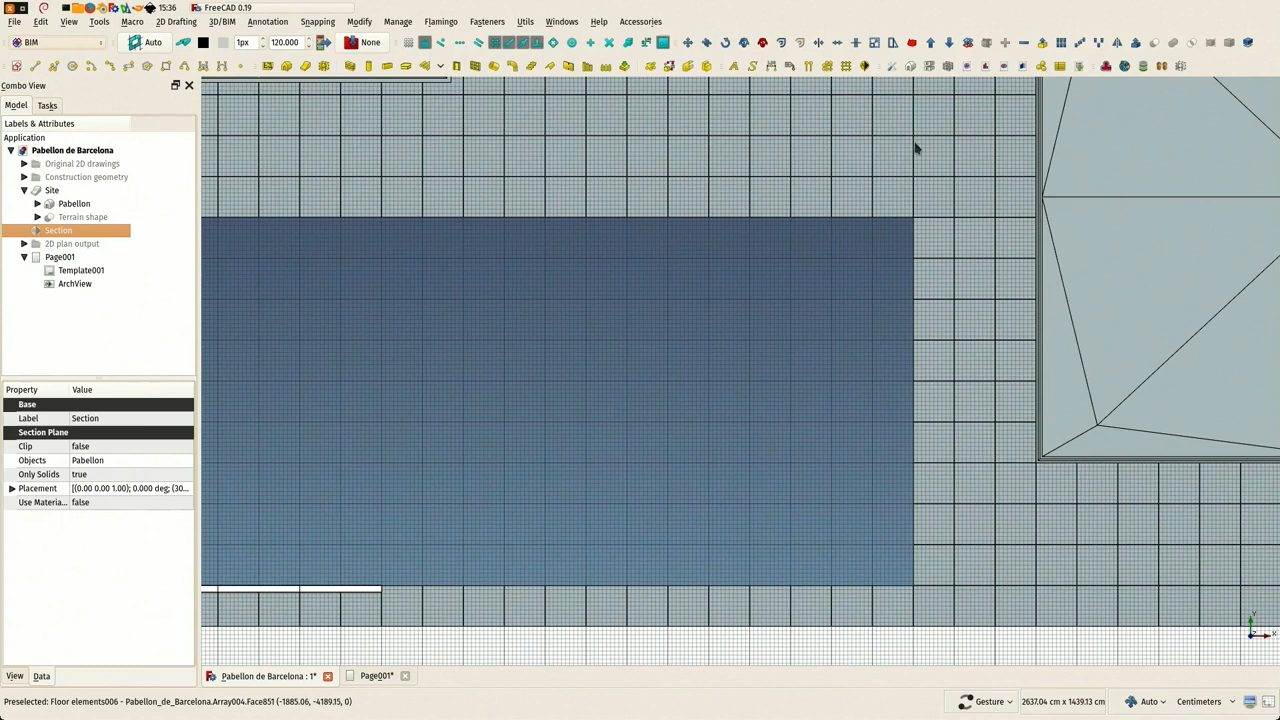 15:36 FreeCAD 0.19
File Edit View Tools Macro 2D Drafting 3D/BIM Annotation Snapping Modify Manage Flamingo Fasteners Utils Windows Help Accessories
BIM Auto 1px 120.000 None
Combo View
Model Tasks
Labels & Attributes
Application
Pabellon de Barcelona
Original 2D drawings
Construction geometry
Site
Pabellon
Terrain shape
Section
2D plan output
Page001
Template001
ArchView
Property Value
Base
Label Section
Section Plane
Clip false
Objects Pabellon
Only Solids true
Placement [(0.00 0.00 1.00); 0.000 deg; (30...
Use Materia... false
View Data
Pabellon de Barcelona : 1* Page001*
Preselected: Floor elements006 - Pabellon_de_Barcelona.Array004.Face85 (-1885.06, -4189.15, 0) Gesture 2637.04 cm x 1439.13 cm Auto Centimeters